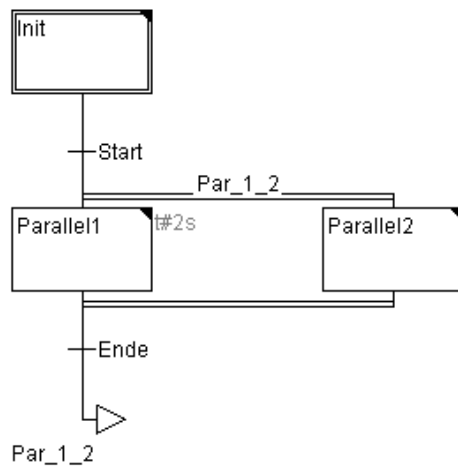 Init
Start
Par_1_2
Parallel1
t#2s
Parallel2
Ende
Par_1_2